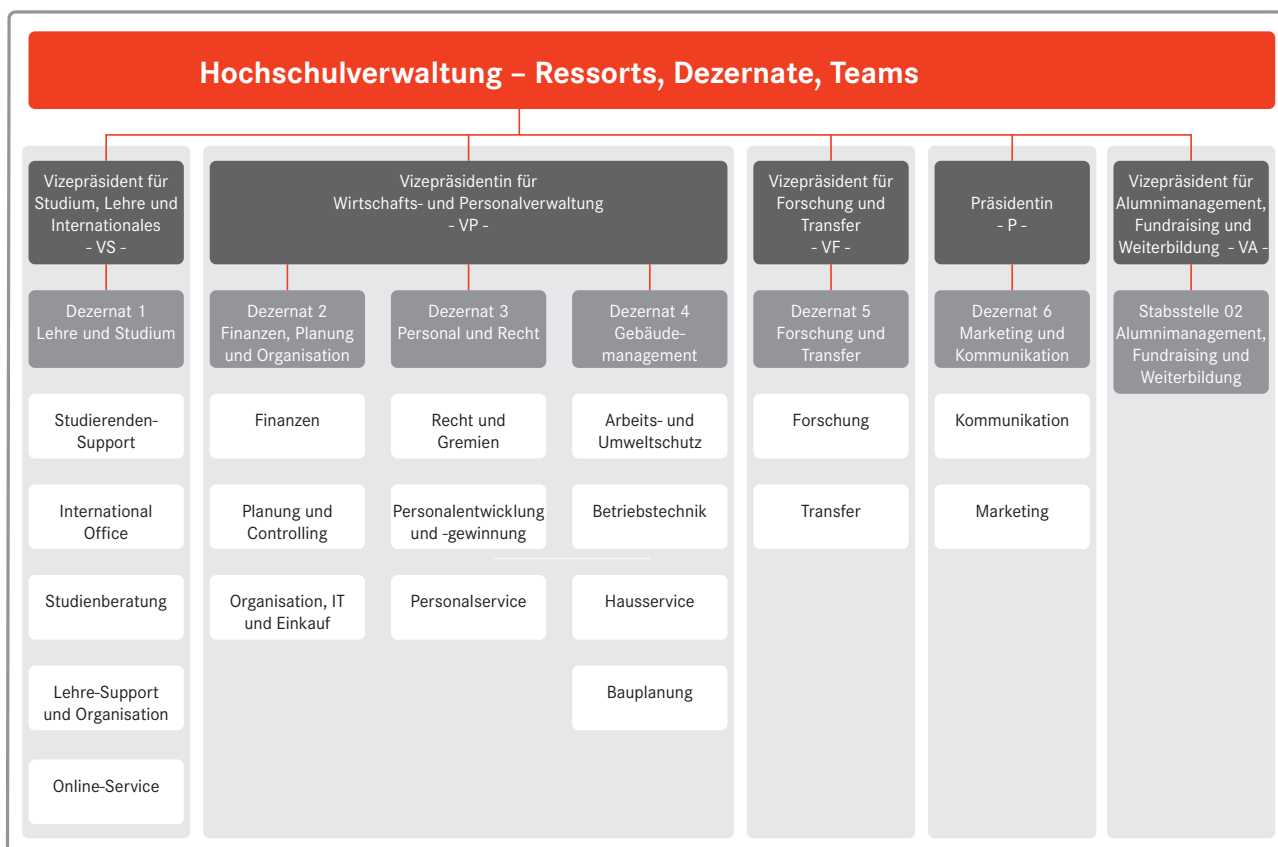 Hochschulverwaltung – Ressorts, Dezernate, Teams
Vizepräsident für
Studium, Lehre und
Internationales
- VS -
Vizepräsidentin für
Wirtschafts- und Personalverwaltung
- VP -
Vizepräsident für
Forschung und
Transfer
- VF -
Präsidentin
- P -
Vizepräsident für
Alumnimanagement,
Fundraising und
Weiterbildung - VA -
Dezernat 1
Lehre und Studium
Dezernat 2
Finanzen, Planung
und Organisation
Dezernat 3
Personal und Recht
Dezernat 4
Gebäude-
management
Dezernat 5
Forschung und
Transfer
Dezernat 6
Marketing und
Kommunikation
Stabsstelle 02
Alumnimanagement,
Fundraising und
Weiterbildung
Studierenden-
Support
Finanzen
Recht und
Gremien
Arbeits- und
Umweltschutz
Forschung
Kommunikation
International
Office
Planung und
Controlling
Personalentwicklung
und -gewinnung
Betriebstechnik
Transfer
Marketing
Studienberatung
Organisation, IT
und Einkauf
Personalservice
Hausservice
Lehre-Support
und Organisation
Bauplanung
Online-Service